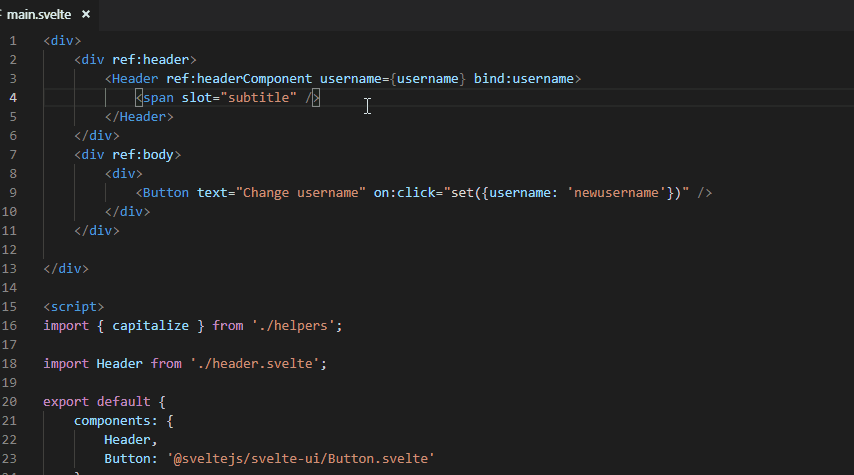 main.svelte ×
1 <div>
2     <div ref:header>
3         <Header ref:headerComponent username={username} bind:username>
4             <span slot="subtitle" />
5         </Header>
6     </div>
7     <div ref:body>
8         <div>
9             <Button text="Change username" on:click="set({username: 'newusername'})" />
10         </div>
11     </div>
12
13 </div>
14
15 <script>
16 import { capitalize } from './helpers';
17
18 import Header from './header.svelte';
19
20 export default {
21     components: {
22         Header,
23         Button: '@sveltejs/svelte-ui/Button.svelte'